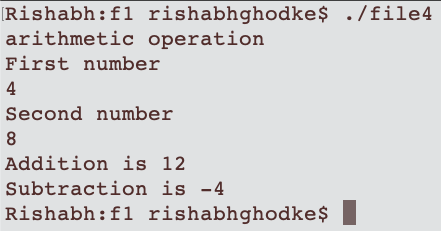 Rishabh:f1 rishabhghodke$ ./file4
arithmetic operation
First number
4
Second number
8
Addition is 12
Subtraction is -4
Rishabh:f1 rishabhghodke$